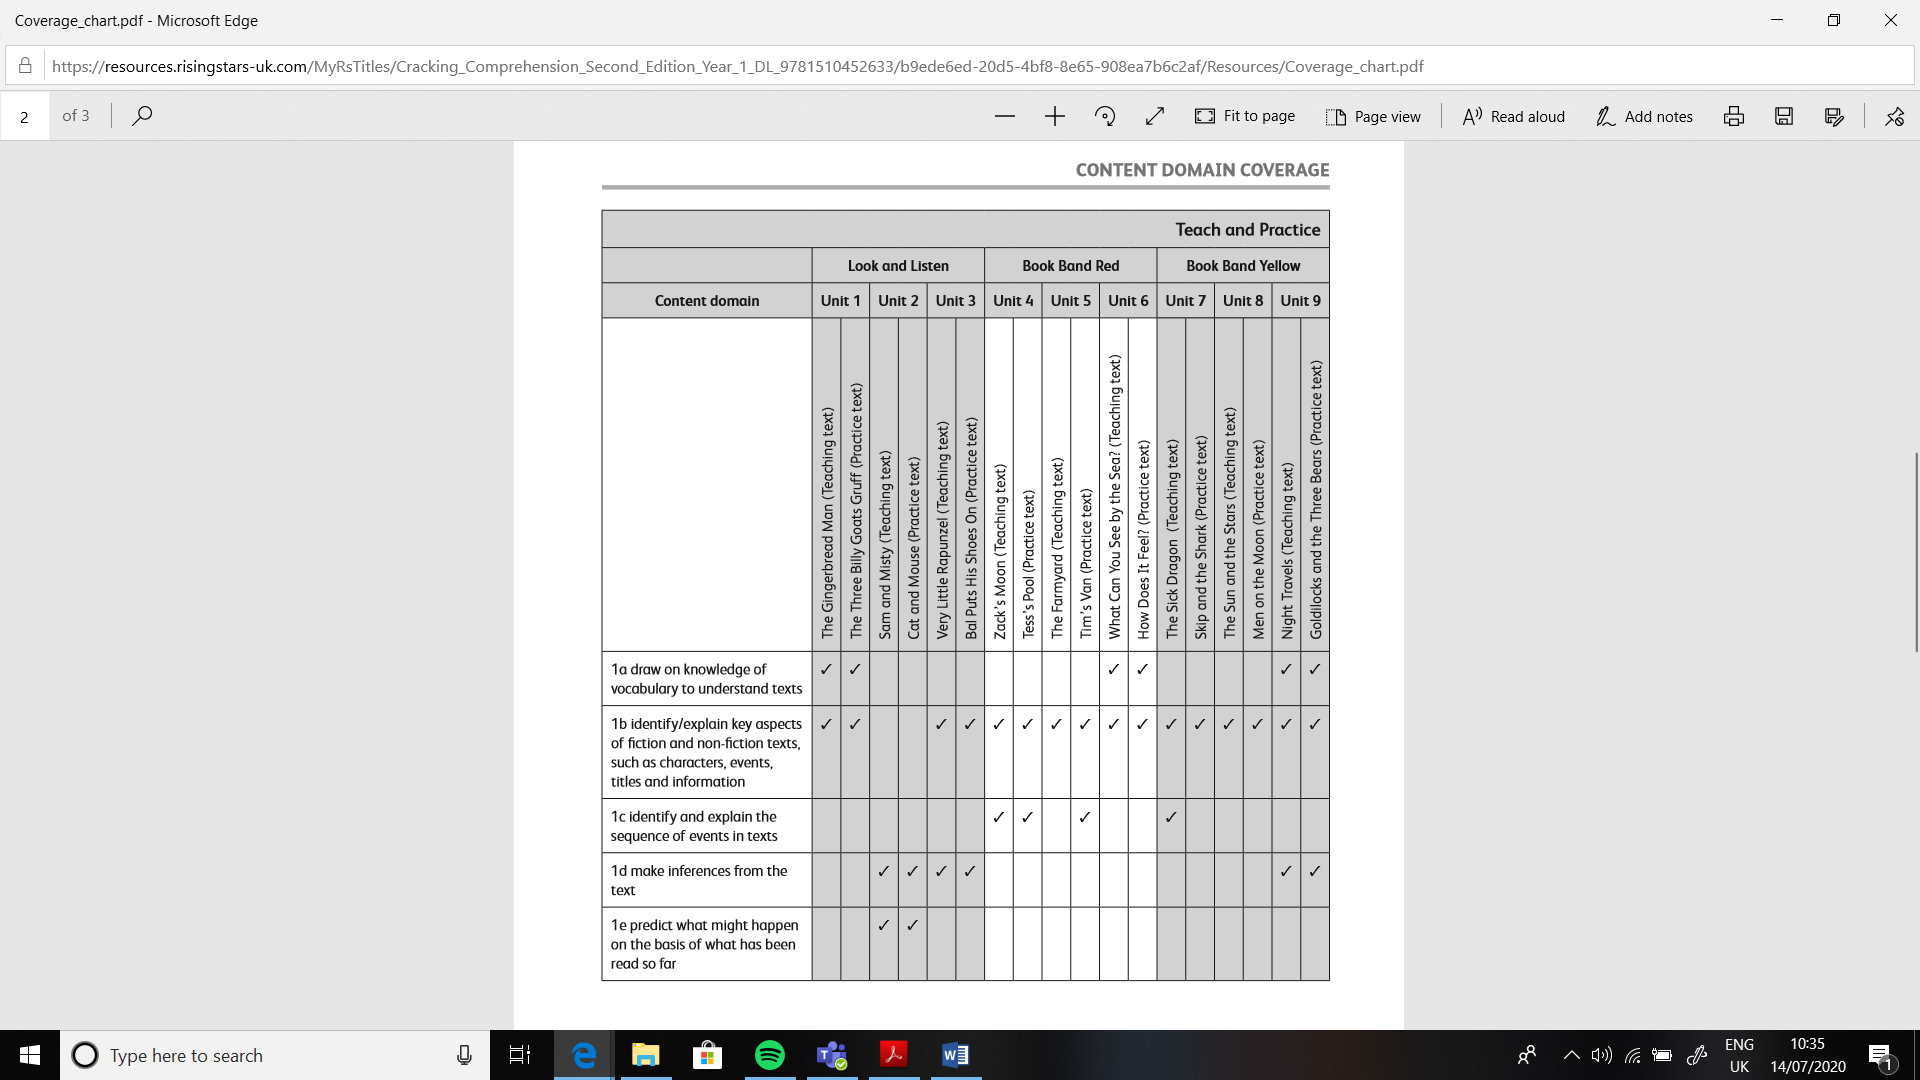 Coverage_chart.pdf - Microsoft Edge
https://resources.risingstars-uk.com/MyRsTitles/Cracking_Comprehension_Second_Edition_Year_1_DL_9781510452633/b9ede6ed-20d5-4bf8-8e65-908ea7b6c2af/Resources/Coverage_chart.pdf
2 of 3 Fit to page Page view Read aloud Add notes
CONTENT DOMAIN COVERAGE
Teach and Practice
Look and Listen Book Band Red Book Band Yellow
Content domain Unit 1 Unit 2 Unit 3 Unit 4 Unit 5 Unit 6 Unit 7 Unit 8 Unit 9
The Gingerbread Man (Teaching text)
The Three Billy Goats Gruff (Practice text)
Sam and Misty (Teaching text)
Cat and Mouse (Practice text)
Very Little Rapunzel (Teaching text)
Bal Puts His Shoes On (Practice text)
Zack's Moon (Teaching text)
Tess's Pool (Practice text)
The Farmyard (Teaching text)
Tim's Van (Practice text)
What Can You See by the Sea? (Teaching text)
How Does It Feel? (Practice text)
The Sick Dragon (Teaching text)
Skip and the Shark (Practice text)
The Sun and the Stars (Teaching text)
Men on the Moon (Practice text)
Night Travels (Teaching text)
Goldilocks and the Three Bears (Practice text)
1a draw on knowledge of ✓ ✓ ✓ ✓ ✓ ✓
vocabulary to understand texts
1b identify/explain key aspects ✓ ✓ ✓ ✓ ✓ ✓ ✓ ✓ ✓ ✓ ✓ ✓ ✓ ✓ ✓ ✓
of fiction and non-fiction texts,
such as characters, events,
titles and information
1c identify and explain the ✓ ✓ ✓ ✓
sequence of events in texts
1d make inferences from the ✓ ✓ ✓ ✓ ✓ ✓
text
1e predict what might happen ✓ ✓
on the basis of what has been
read so far
Type here to search
ENG
UK
10:35
14/07/2020
1